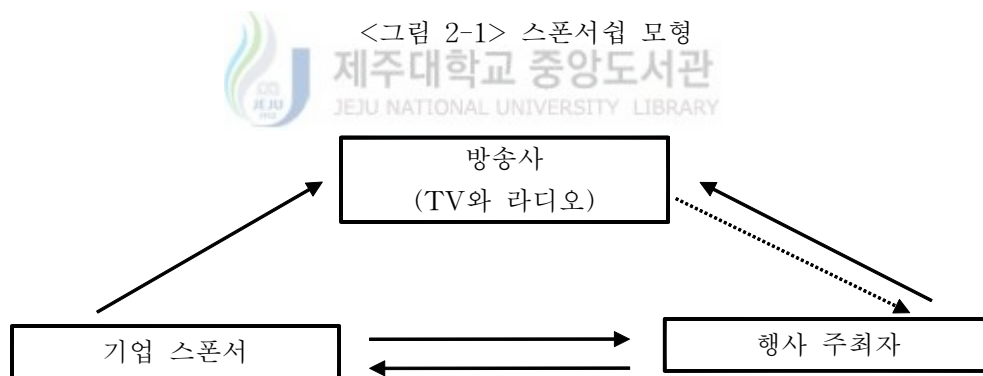 <그림 2-1> 스폰서쉽 모형
제주대학교 중앙도서관
JEJU NATIONAL UNIVERSITY LIBRARY
JEJU
1952
방송사
(TV와 라디오)
기업 스폰서
행사 주최자